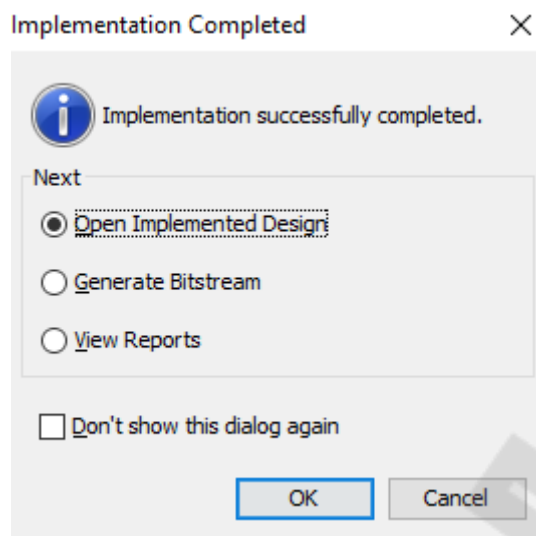 Implementation Completed
Implementation successfully completed.
Next
Open Implemented Design
Generate Bitstream
View Reports
Don't show this dialog again
OK Cancel